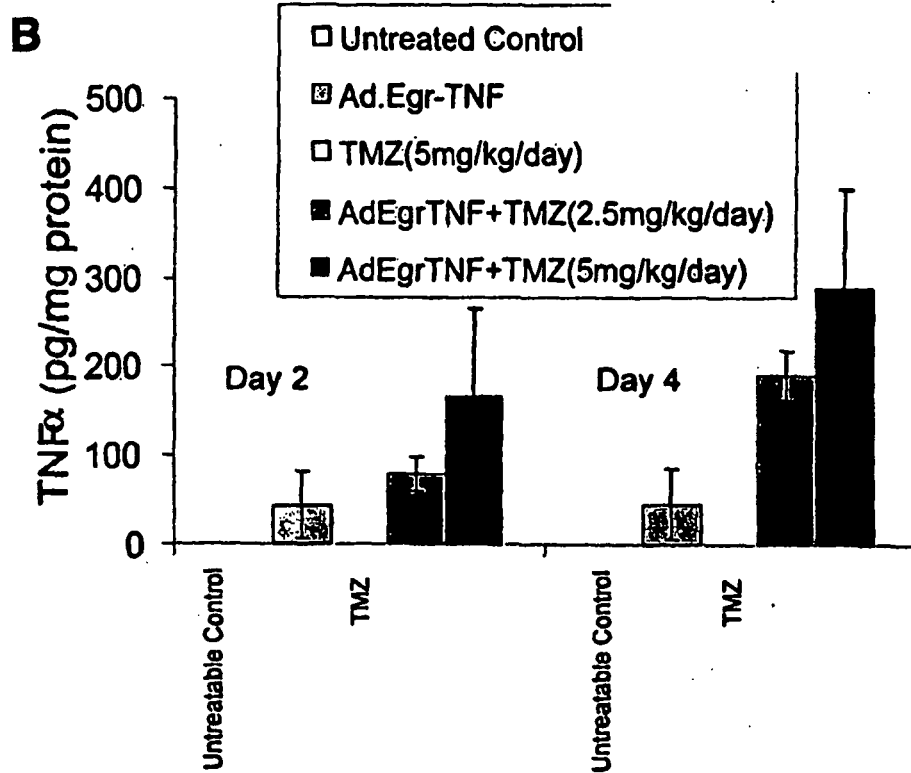 B
Untreated Control
Ad.Egr-TNF
TMZ(5mg/kg/day)
AdEgrTNF+TMZ(2.5mg/kg/day)
AdEgrTNF+TMZ(5mg/kg/day)
TNFα (pg/mg protein)
500
400
300
200
100
0
Day 2
Day 4
Untreatable Control
TMZ
Untreatable Control
TMZ